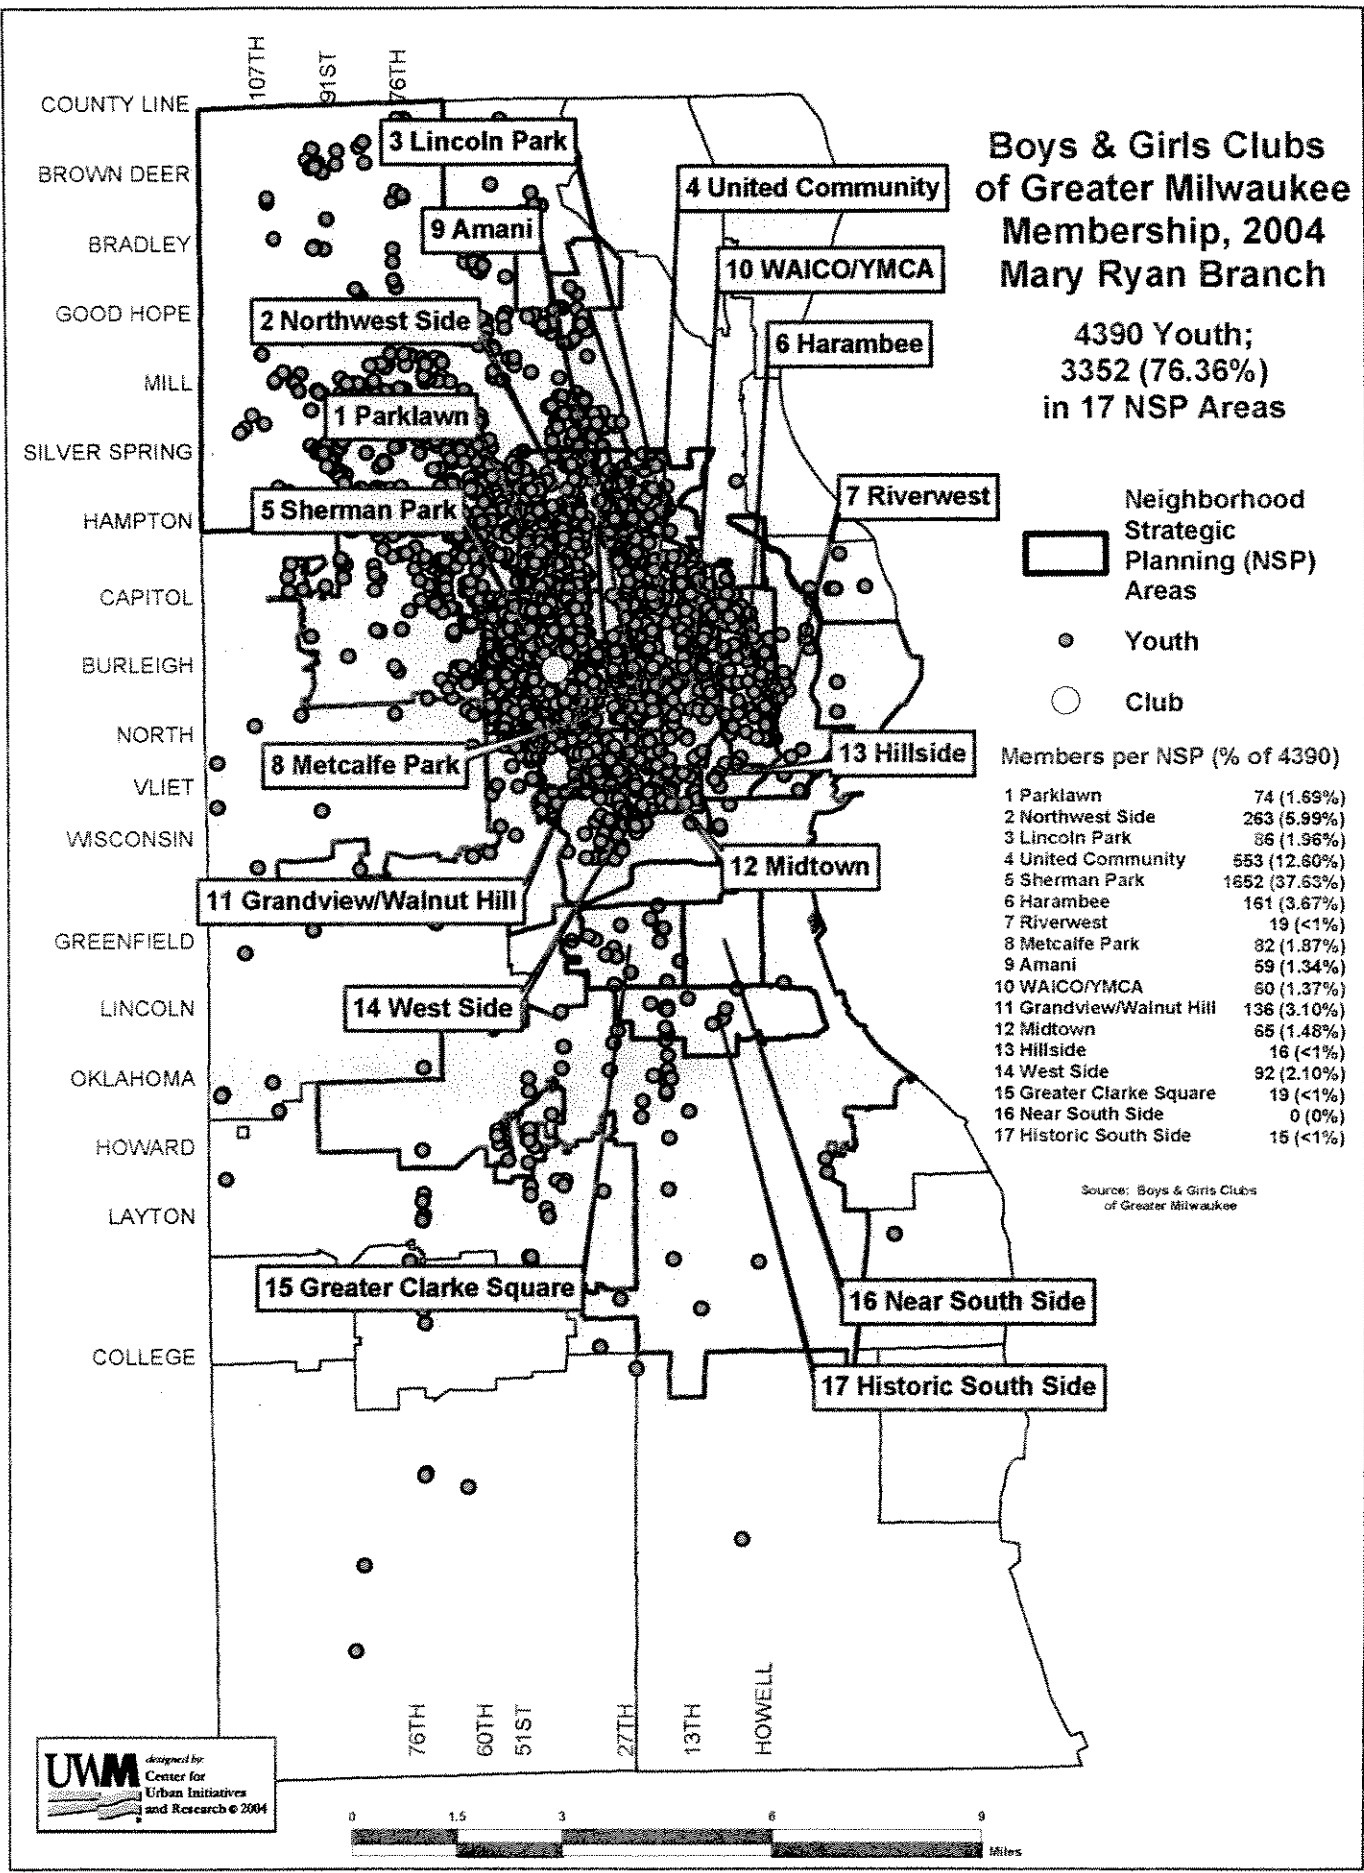 107TH
91ST
76TH
COUNTY LINE
BROWN DEER
BRADLEY
GOOD HOPE
MILL
SILVER SPRING
HAMPTON
CAPITOL
BURLEIGH
NORTH
VLIET
WISCONSIN
GREENFIELD
LINCOLN
OKLAHOMA
HOWARD
LAYTON
COLLEGE
3 Lincoln Park
4 United Community
9 Amani
10 WAICO/YMCA
2 Northwest Side
6 Harambee
1 Parklawn
5 Sherman Park
7 Riverwest
8 Metcalfe Park
13 Hillside
12 Midtown
11 Grandview/Walnut Hill
14 West Side
15 Greater Clarke Square
16 Near South Side
17 Historic South Side
Boys & Girls Clubs
of Greater Milwaukee
Membership, 2004
Mary Ryan Branch
4390 Youth;
3352 (76.36%)
in 17 NSP Areas
Neighborhood
Strategic
Planning (NSP)
Areas
Youth
Club
Members per NSP (% of 4390)
1 Parklawn 74 (1.69%)
2 Northwest Side 263 (5.99%)
3 Lincoln Park 86 (1.96%)
4 United Community 553 (12.60%)
5 Sherman Park 1652 (37.63%)
6 Harambee 161 (3.67%)
7 Riverwest 19 (<1%)
8 Metcalfe Park 82 (1.87%)
9 Amani 59 (1.34%)
10 WAICO/YMCA 60 (1.37%)
11 Grandview/Walnut Hill 136 (3.10%)
12 Midtown 65 (1.48%)
13 Hillside 16 (<1%)
14 West Side 92 (2.10%)
15 Greater Clarke Square 19 (<1%)
16 Near South Side 0 (0%)
17 Historic South Side 15 (<1%)
Source: Boys & Girls Clubs
of Greater Milwaukee
76TH
60TH
51ST
27TH
13TH
HOWELL
UWM
designed by:
Center for
Urban Initiatives
and Research © 2004
0 1.5 3 6 9
Miles